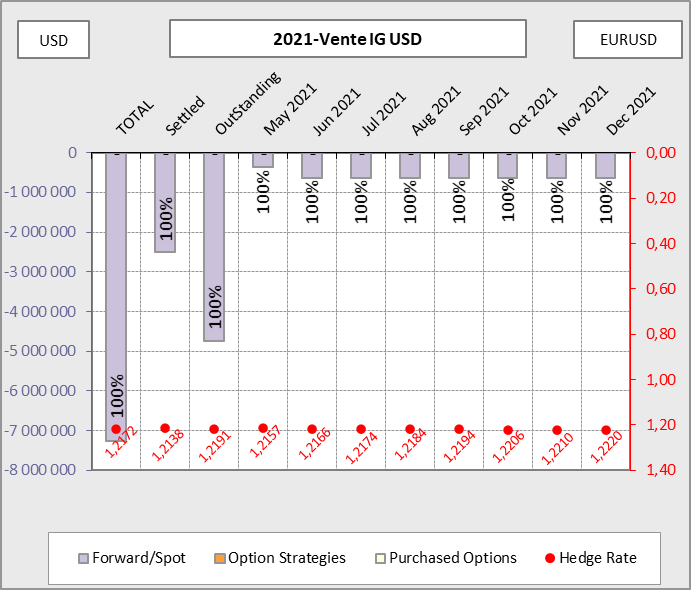 USD
2021-Vente IG USD
EURUSD
TOTAL
Settled
OutStanding
May 2021
Jun 2021
Jul 2021
Aug 2021
Sep 2021
Oct 2021
Nov 2021
Dec 2021
0
-1 000 000
-2 000 000
-3 000 000
-4 000 000
-5 000 000
-6 000 000
-7 000 000
-8 000 000
100%
100%
100%
100%
100%
100%
100%
100%
100%
100%
100%
1,2172
1,2138
1,2191
1,2157
1,2166
1,2174
1,2184
1,2194
1,2206
1,2210
1,2220
0,00
0,20
0,40
0,60
0,80
1,00
1,20
1,40
Forward/Spot
Option Strategies
Purchased Options
Hedge Rate